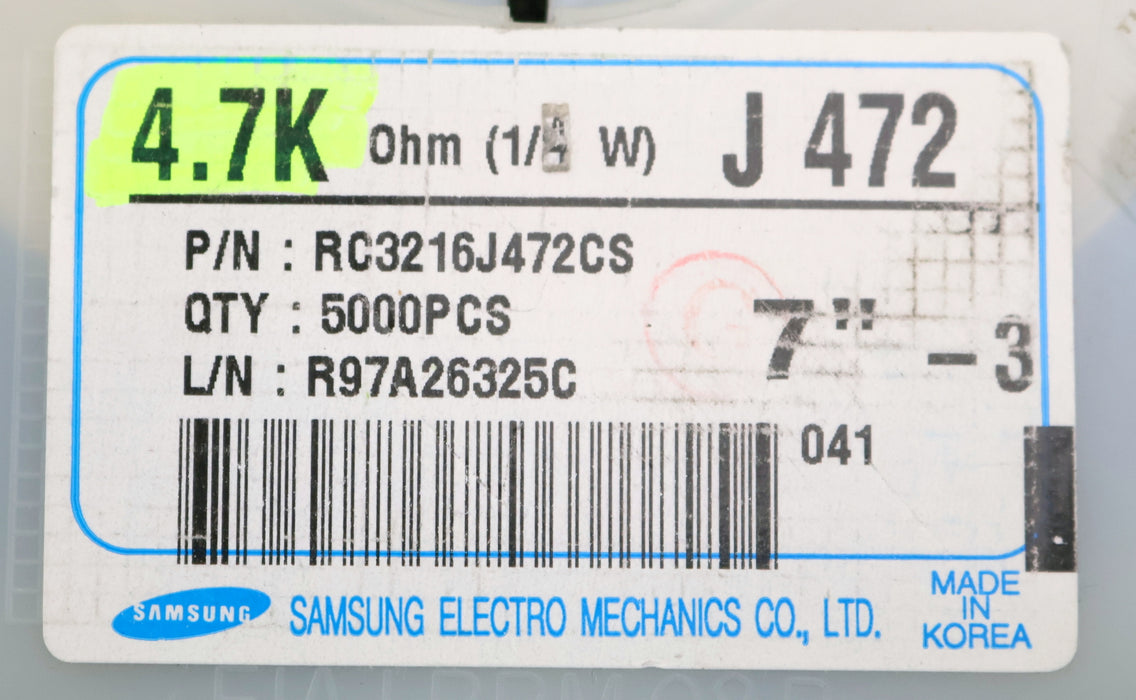 4.7K Ohm (1/4 W) J 472
P/N : RC3216J472CS
QTY : 5000PCS
L/N : R97A26325C
7" - 3
041
SAMSUNG SAMSUNG ELECTRO MECHANICS CO., LTD.
MADE
IN
KOREA